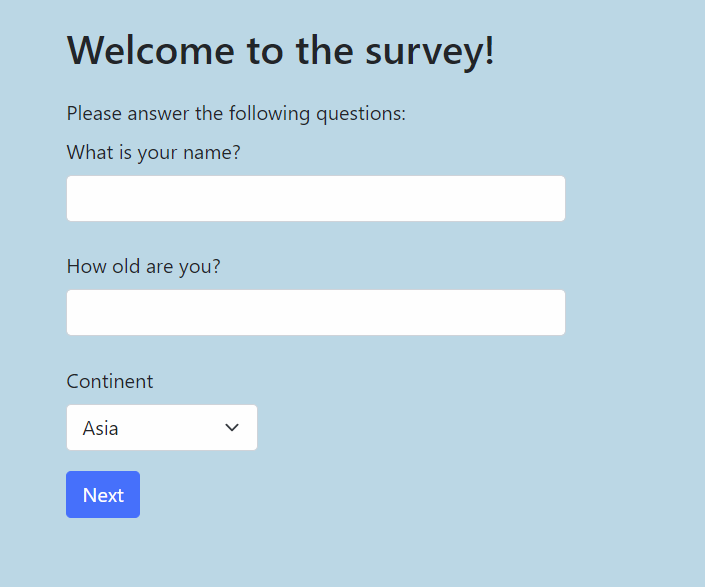 Welcome to the survey!
Please answer the following questions:
What is your name?
How old are you?
Continent
Asia
Next